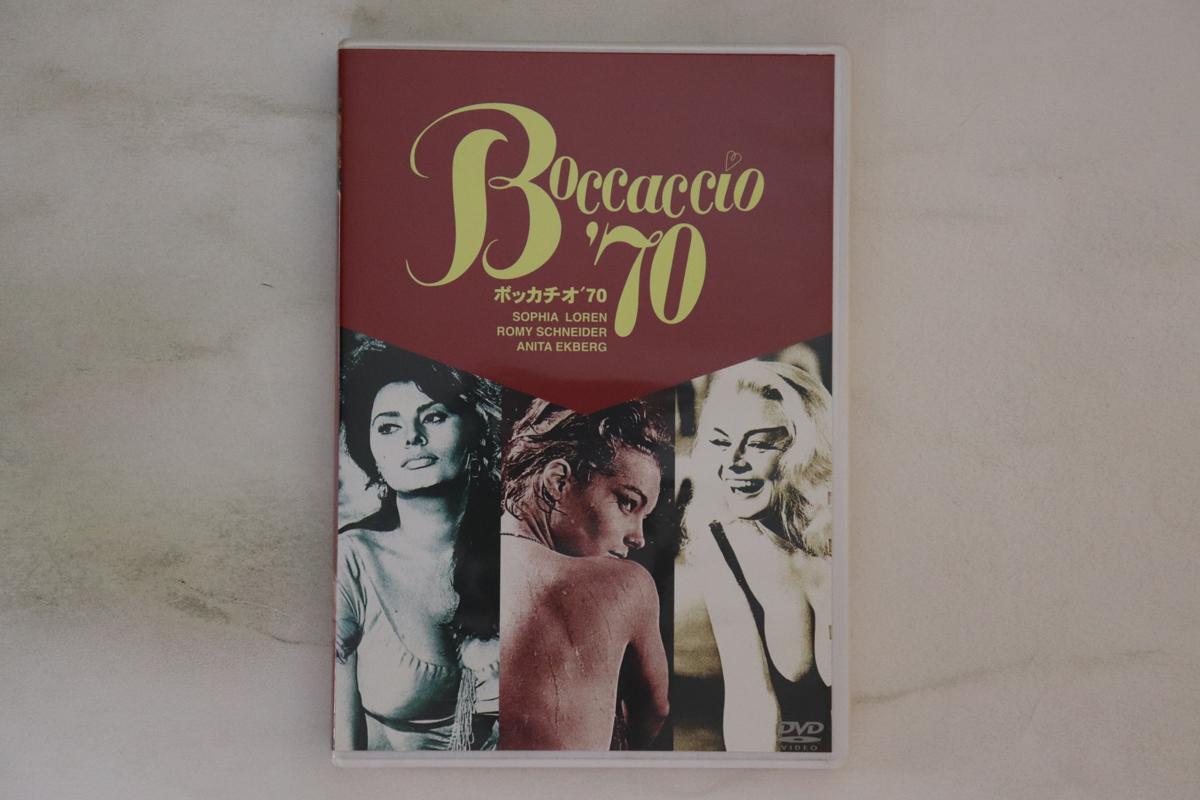 Boccaccio
'70
ボッカチオ'70
SOPHIA LOREN
ROMY SCHNEIDER
ANITA EKBERG
DVD
VIDEO